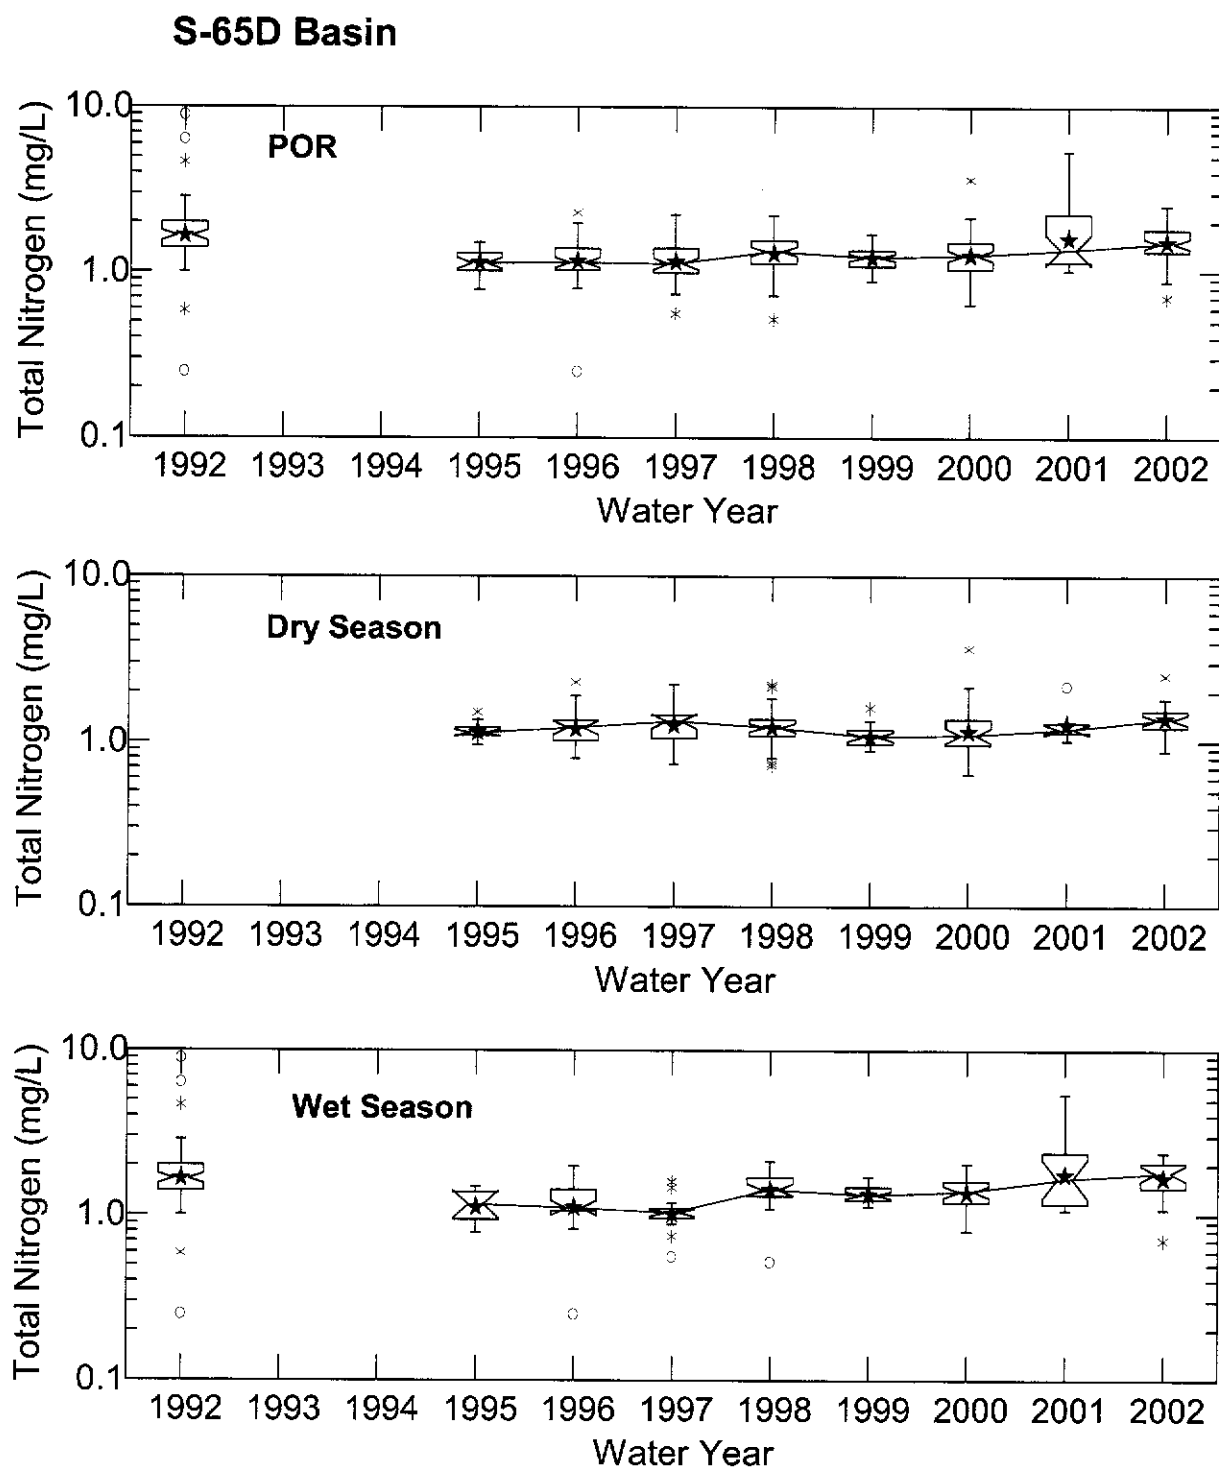 S-65D Basin
10.0
POR
Total Nitrogen (mg/L)
1.0
0.1
1992 1993 1994 1995 1996 1997 1998 1999 2000 2001 2002
Water Year
10.0
Dry Season
Total Nitrogen (mg/L)
1.0
0.1
1992 1993 1994 1995 1996 1997 1998 1999 2000 2001 2002
Water Year
10.0
Wet Season
Total Nitrogen (mg/L)
1.0
0.1
1992 1993 1994 1995 1996 1997 1998 1999 2000 2001 2002
Water Year